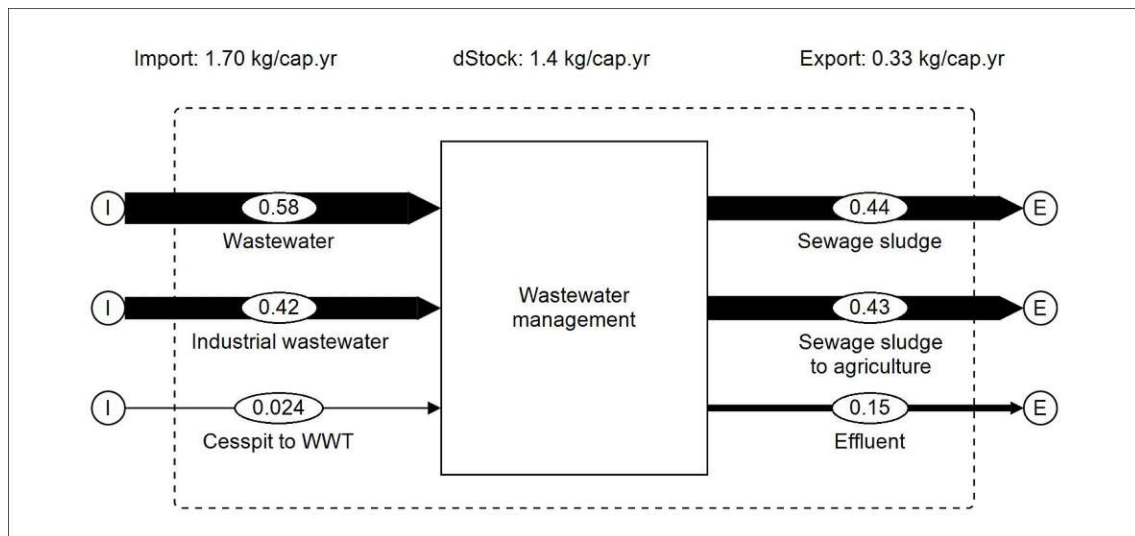 Import: 1.70 kg/cap.yr
dStock: 1.4 kg/cap.yr
Export: 0.33 kg/cap.yr
I
0.58
Wastewater
0.44
Sewage sludge
E
I
0.42
Industrial wastewater
Wastewater
management
0.43
Sewage sludge
to agriculture
E
I
0.024
Cesspit to WWT
0.15
Effluent
E